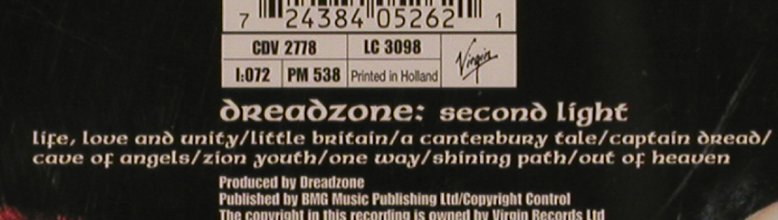 7 24384 05262 1
CDV 2778 LC 3098
I:072 PM 538 Printed in Holland Virgin
dreadzone: second light
life, love and unity/little britain/a canterbury tale/captain dread/
cave of angels/zion youth/one way/shining path/out of heaven
Produced by Dreadzone
Published by BMG Music Publishing Ltd/Copyright Control
The copyright in this recording is owned by Virgin Records Ltd